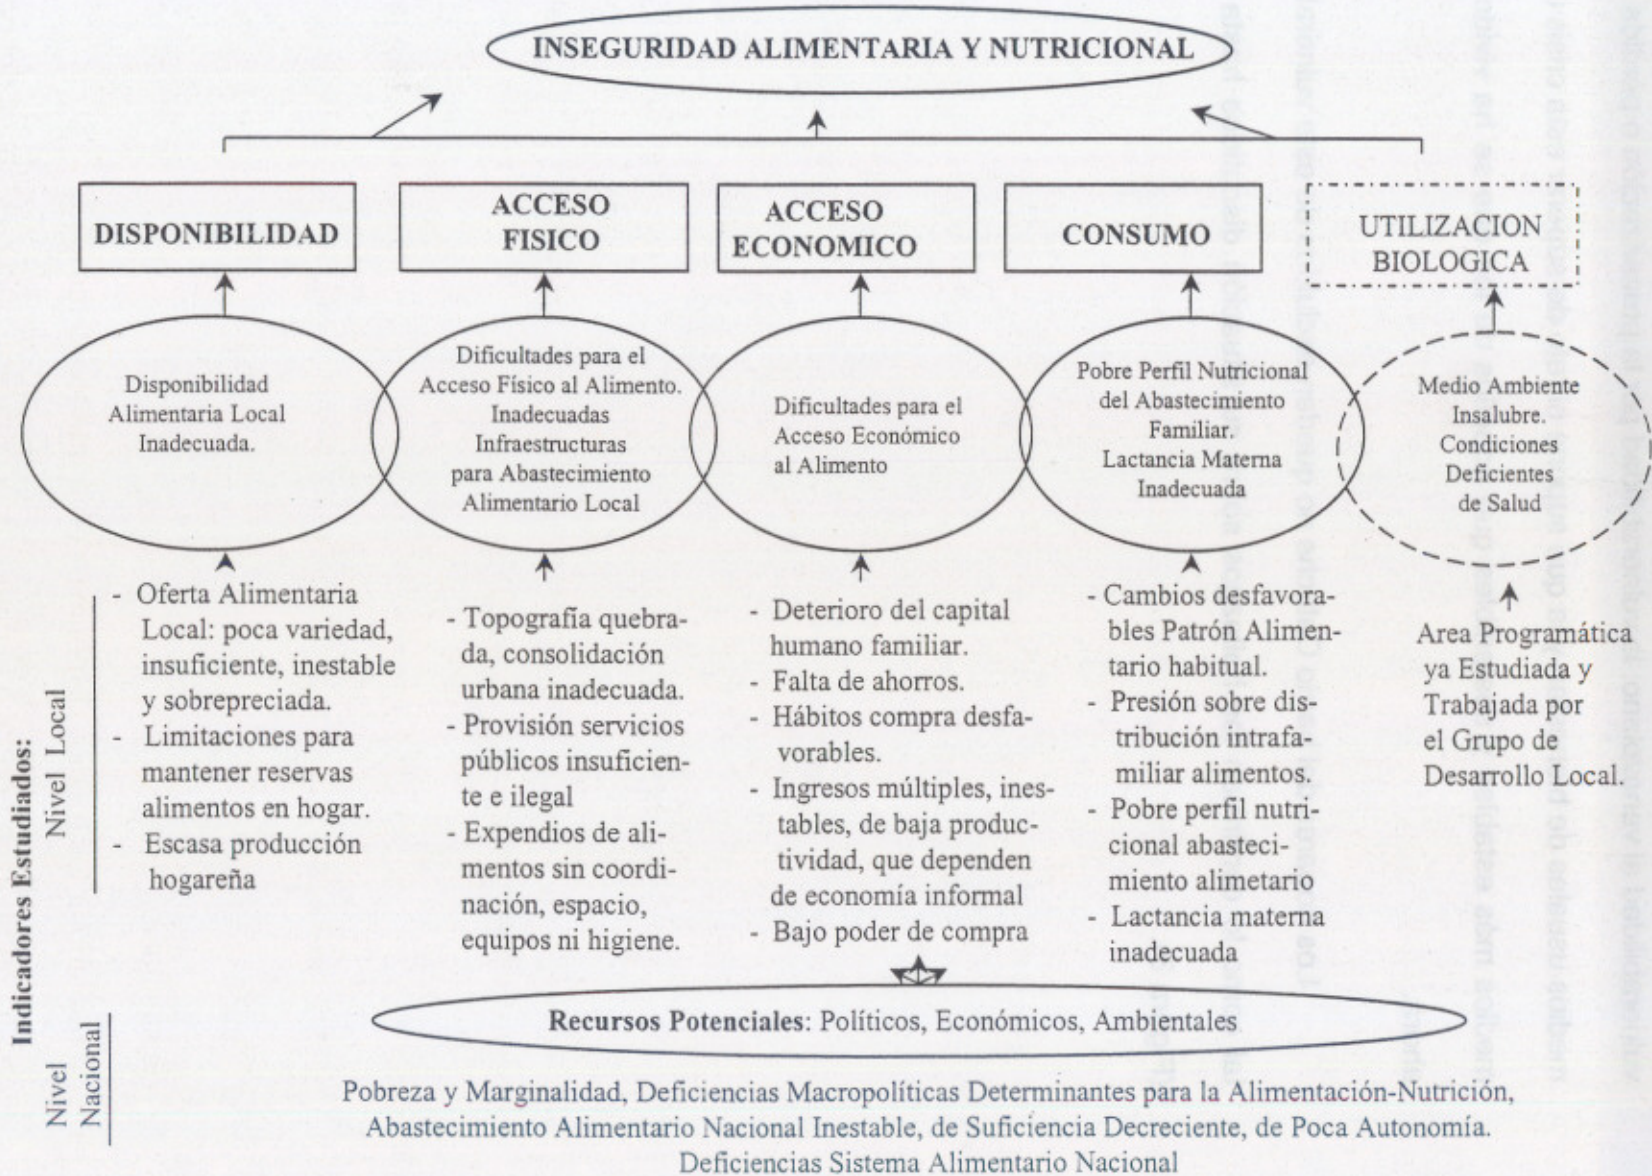 INSEGURIDAD ALIMENTARIA Y NUTRICIONAL
DISPONIBILIDAD
ACCESO
FISICO
ACCESO
ECONOMICO
CONSUMO
UTILIZACION
BIOLOGICA
Disponibilidad
Alimentaria Local
Inadecuada.
Dificultades para el
Acceso Físico al Alimento.
Inadecuadas
Infraestructuras
para Abastecimiento
Alimentario Local
Dificultades para el
Acceso Económico
al Alimento
Pobre Perfil Nutricional
del Abastecimiento
Familiar.
Lactancia Materna
Inadecuada
Medio Ambiente
Insalubre.
Condiciones
Deficientes
de Salud
Indicadores Estudiados:
Nivel Local
- Oferta Alimentaria
Local: poca variedad,
insuficiente, inestable
y sobrepreciada.
- Limitaciones para
mantener reservas
alimentos en hogar.
- Escasa producción
hogareña
- Topografía quebra-
da, consolidación
urbana inadecuada.
- Provisión servicios
públicos insuficien-
te e ilegal
- Expendios de ali-
mentos sin coordi-
nación, espacio,
equipos ni higiene.
- Deterioro del capital
humano familiar.
- Falta de ahorros.
- Hábitos compra desfa-
vorables.
- Ingresos múltiples, ines-
tables, de baja produc-
tividad, que dependen
de economía informal
- Bajo poder de compra
- Cambios desfavora-
bles Patrón Alimen-
tario habitual.
- Presión sobre dis-
tribución intrafa-
miliar alimentos.
- Pobre perfil nutri-
cional abasteci-
miento alimetario
- Lactancia materna
inadecuada
Area Programática
ya Estudiada y
Trabajada por
el Grupo de
Desarrollo Local.
Nivel
Nacional
Recursos Potenciales: Políticos, Económicos, Ambientales
Pobreza y Marginalidad, Deficiencias Macropolíticas Determinantes para la Alimentación-Nutrición,
Abastecimiento Alimentario Nacional Inestable, de Suficiencia Decreciente, de Poca Autonomía.
Deficiencias Sistema Alimentario Nacional